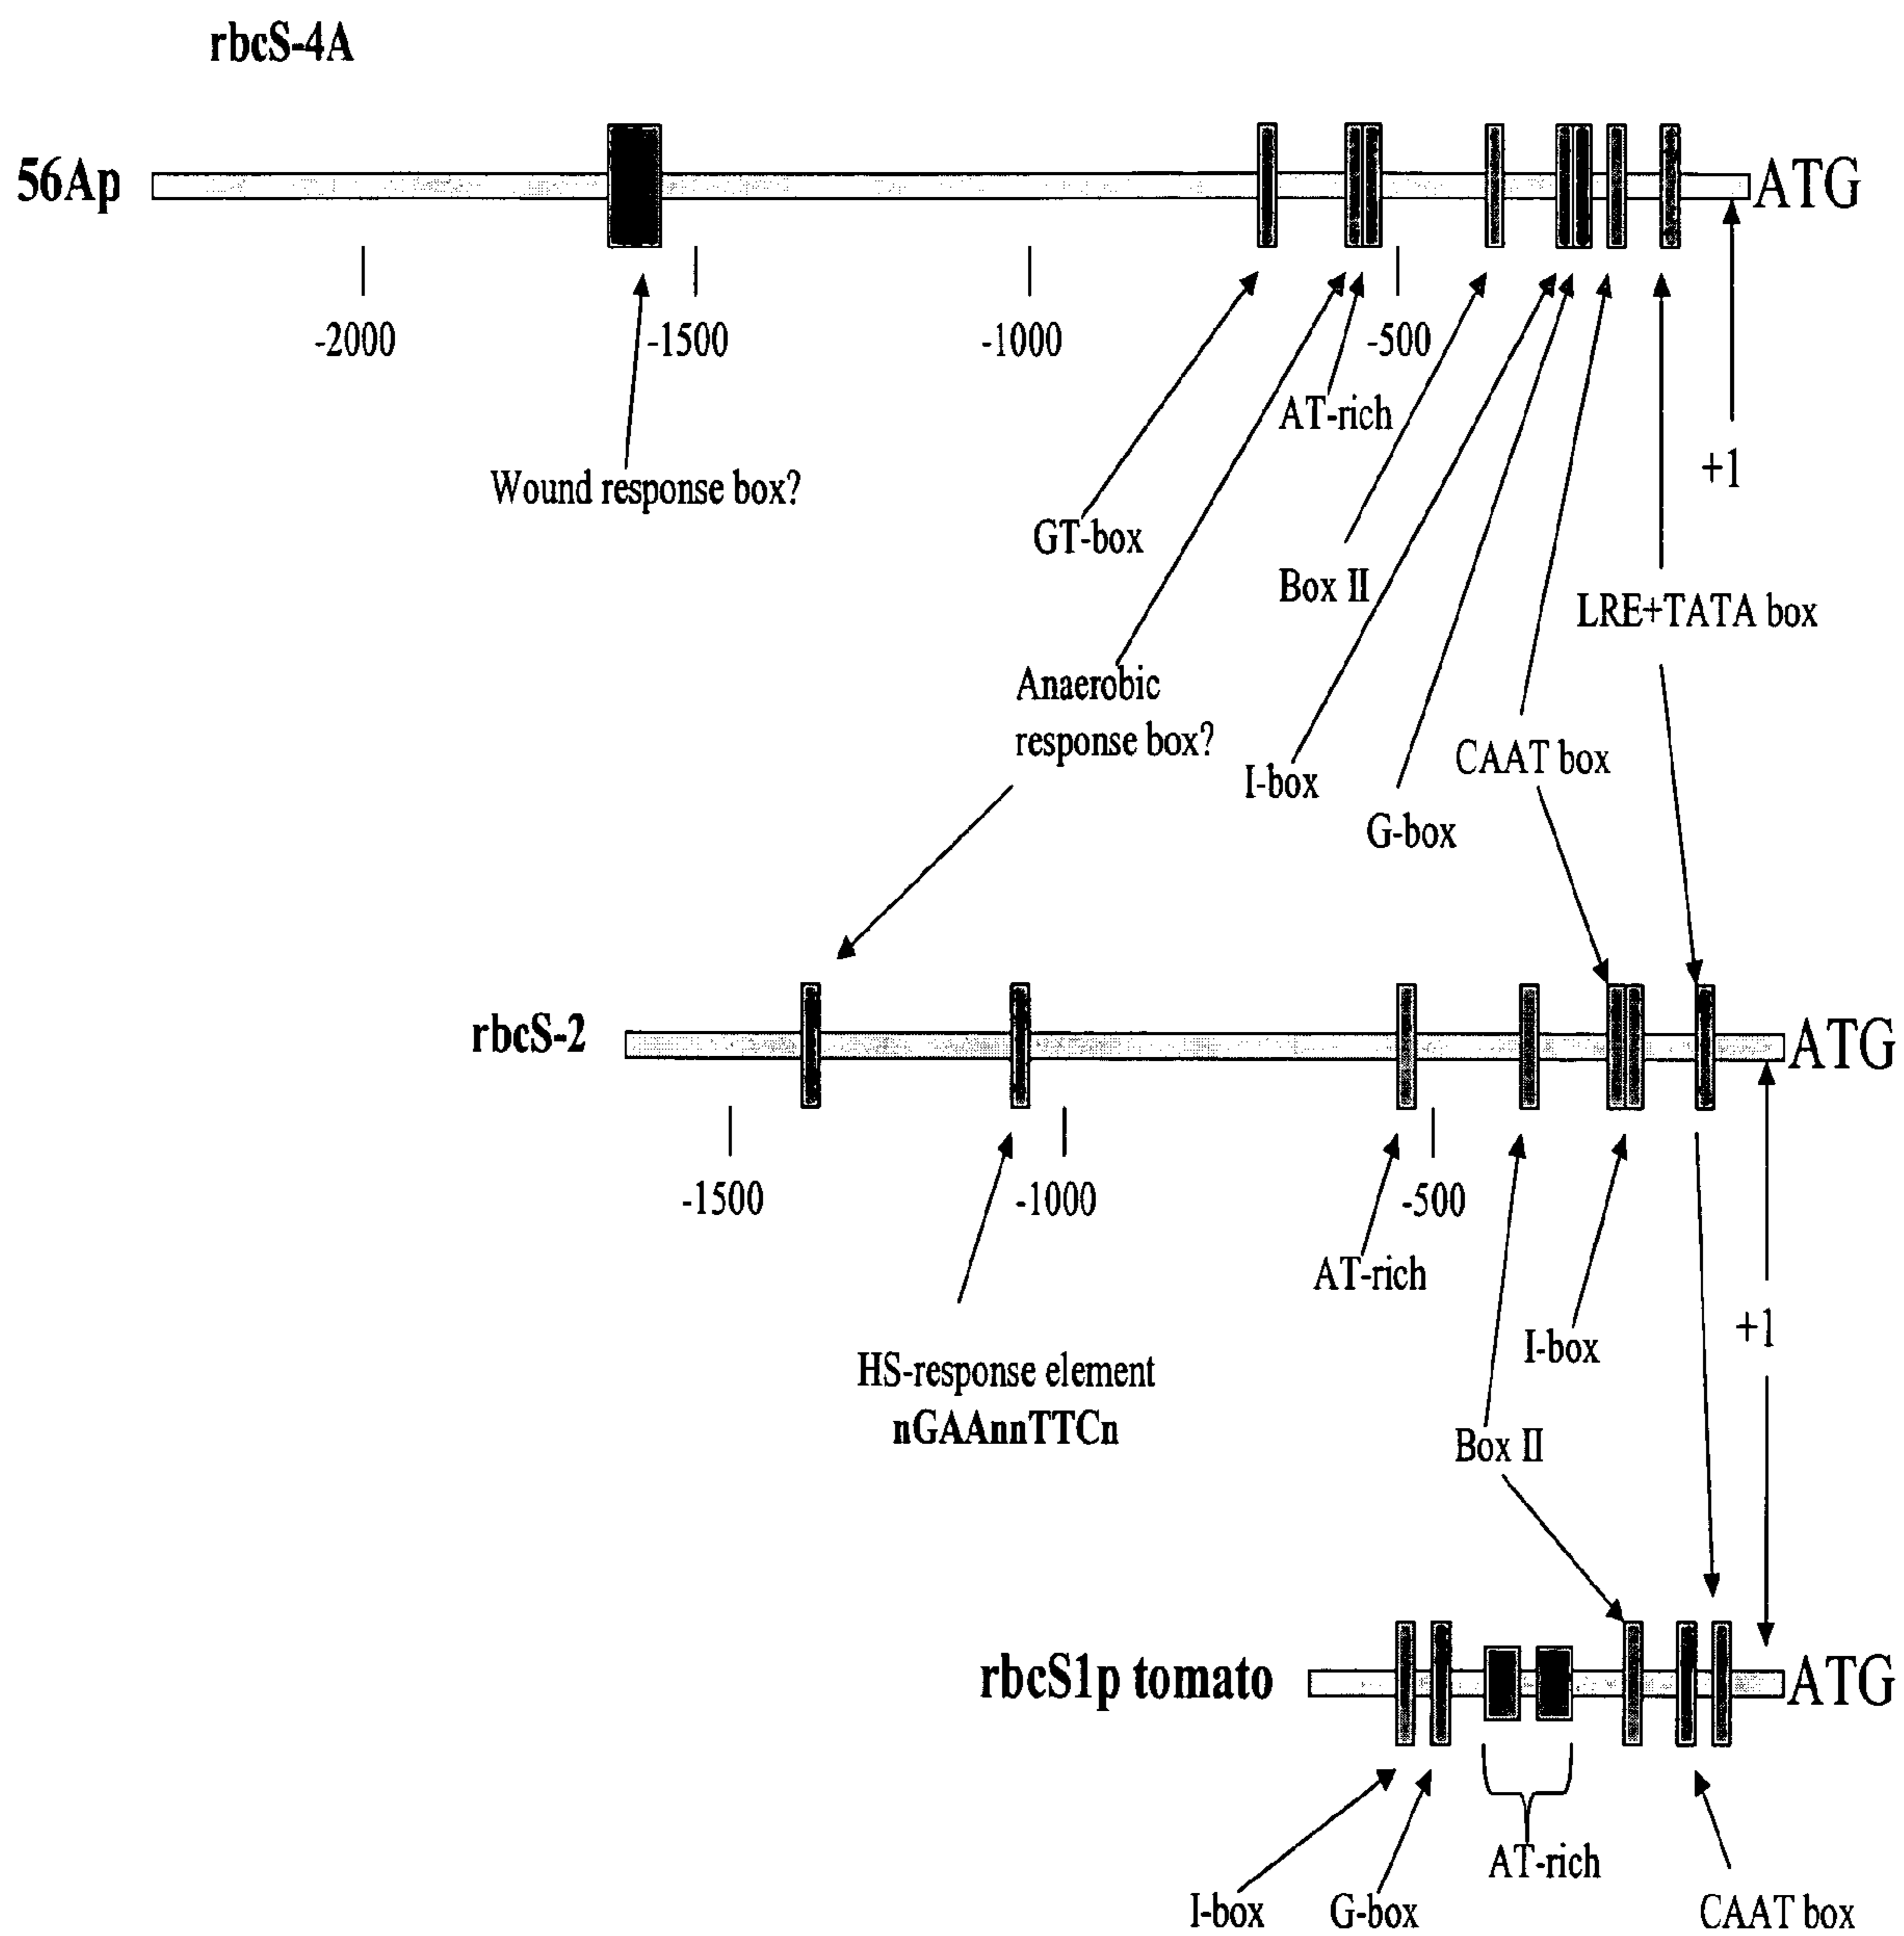 rbcS-4A
56Ap
ATG
-2000
-1500
-1000
-500
AT-rich
+1
Wound response box?
GT-box
Box II
LRE+TATA box
Anaerobic
response box?
CAAT box
I-box
G-box
rbcS-2
ATG
-1500
-1000
-500
AT-rich
+1
I-box
HS-response element
nGAAnnTTCn
Box II
rbcS1p tomato
ATG
AT-rich
I-box
G-box
CAAT box